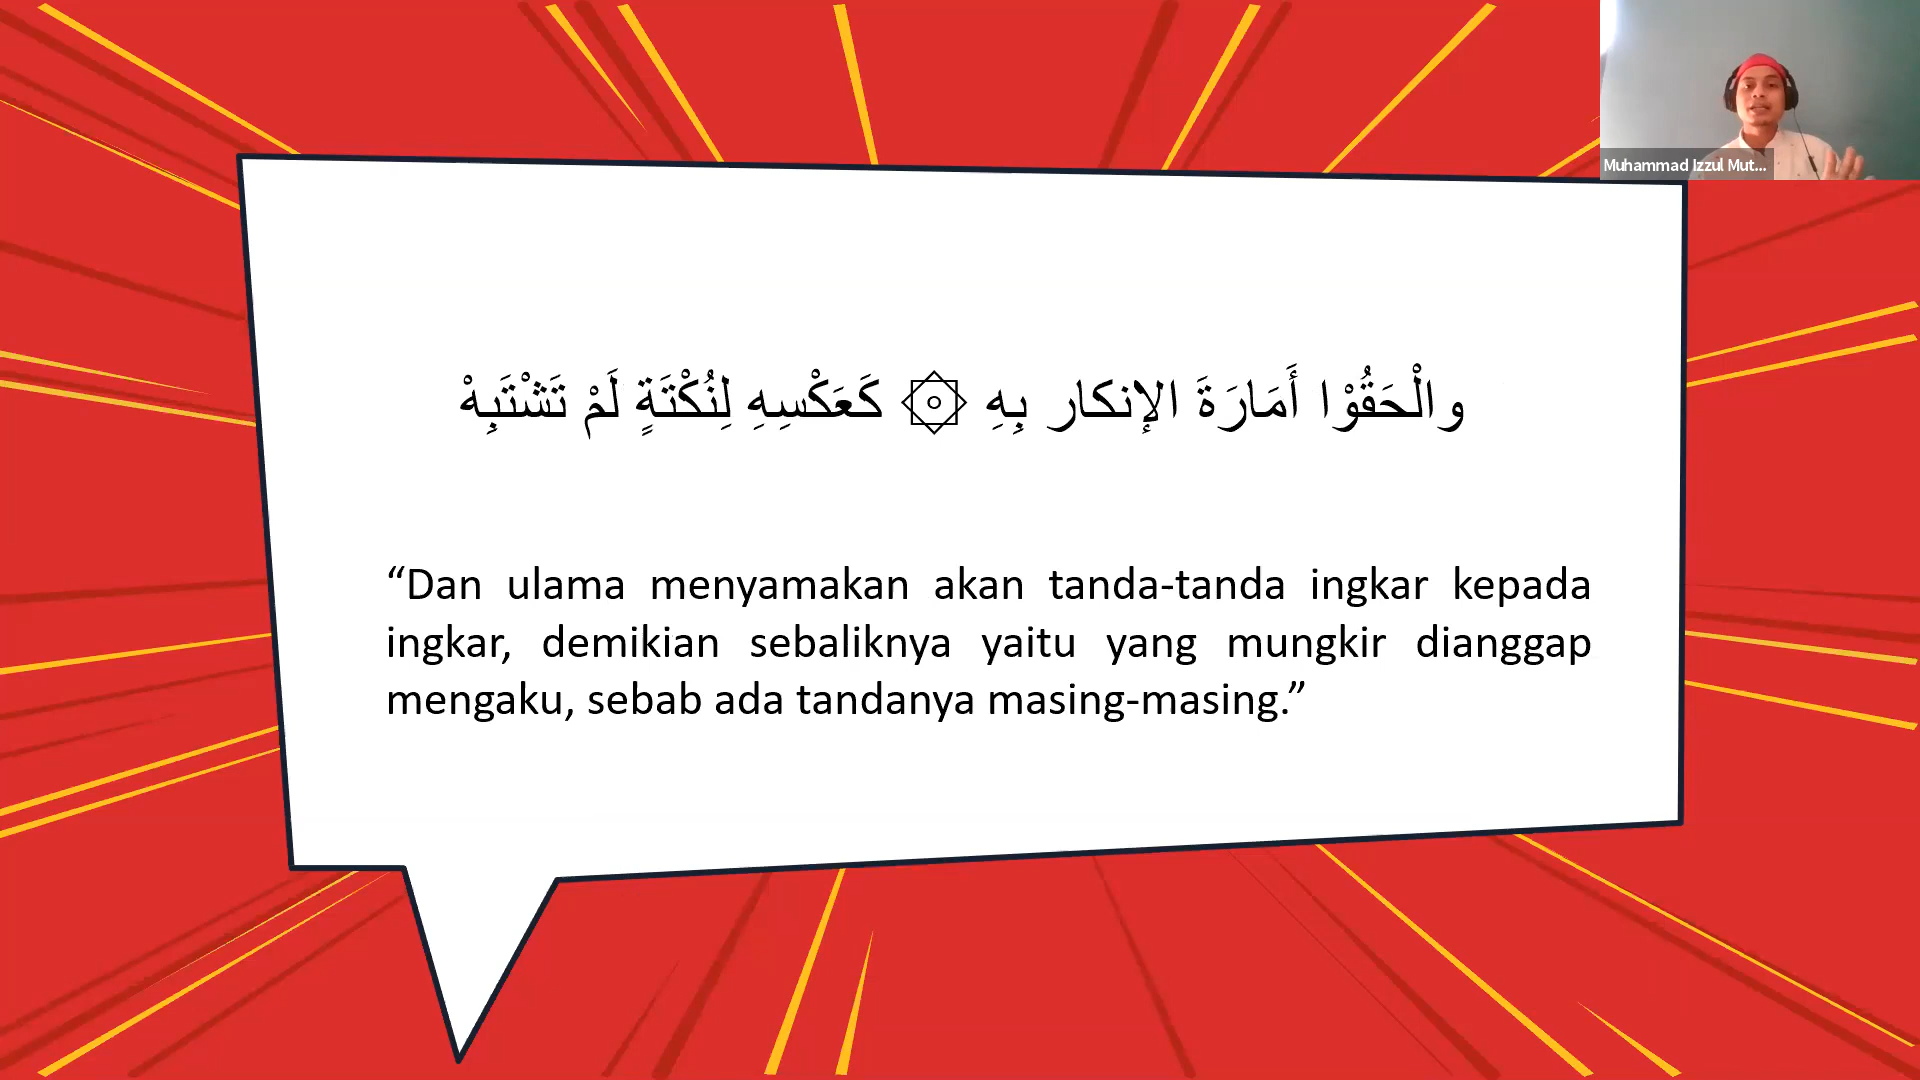 Muhammad Izzul Mut...
والْحَقُوْا أَمَارَةَ الإنكار بِهِ ۞ كَعَكْسِهِ لِنُكْتَةٍ لَمْ تَشْتَبِهْ
“Dan ulama menyamakan akan tanda-tanda ingkar kepada
ingkar, demikian sebaliknya yaitu yang mungkir dianggap
mengaku, sebab ada tandanya masing-masing.”